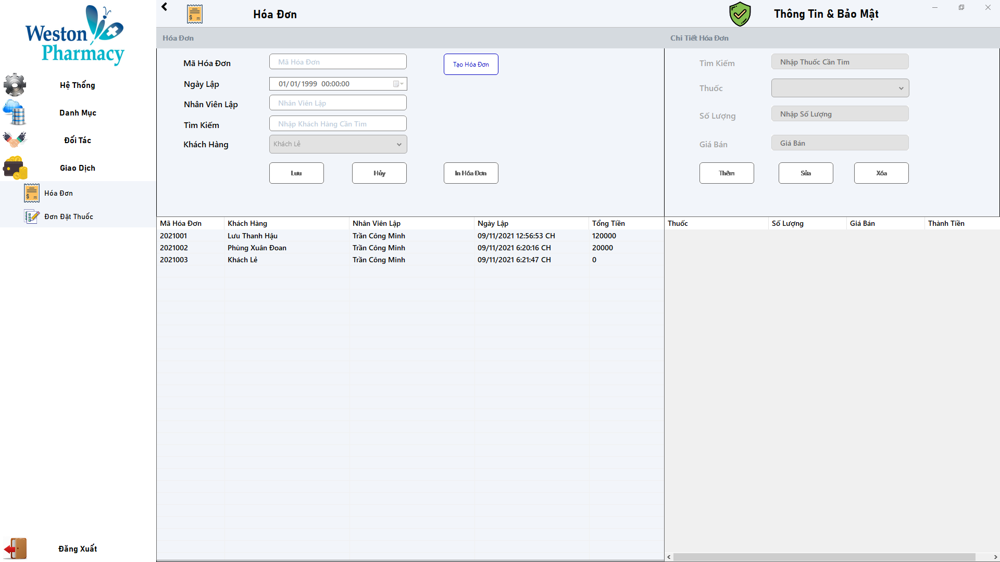 Weston
Pharmacy
Hệ Thống
Danh Mục
Đối Tác
Giao Dịch
Hóa Đơn
Đơn Đặt Thuốc
Đăng Xuất
Hóa Đơn
Thông Tin & Bảo Mật
Hóa Đơn
Mã Hóa Đơn
Mã Hóa Đơn
Tạo Hóa Đơn
Ngày Lập
01/01/1999 00:00:00
Nhân Viên Lập
Nhân Viên Lập
Tìm Kiếm
Nhập Khách Hàng Cần Tìm
Khách Hàng
Khách Lẻ
Lưu
Hủy
In Hóa Đơn
Chi Tiết Hóa Đơn
Tìm Kiếm
Nhập Thuốc Cần Tìm
Thuốc
Số Lượng
Nhập Số Lượng
Giá Bán
Giá Bán
Thêm
Sửa
Xóa
Mã Hóa Đơn Khách Hàng Nhân Viên Lập Ngày Lập Tổng Tiền
2021001 Lưu Thanh Hậu Trần Công Minh 09/11/2021 12:56:53 CH 120000
2021002 Phùng Xuân Đoan Trần Công Minh 09/11/2021 6:20:16 CH 20000
2021003 Khách Lẻ Trần Công Minh 09/11/2021 6:21:47 CH 0
Thuốc Số Lượng Giá Bán Thành Tiền